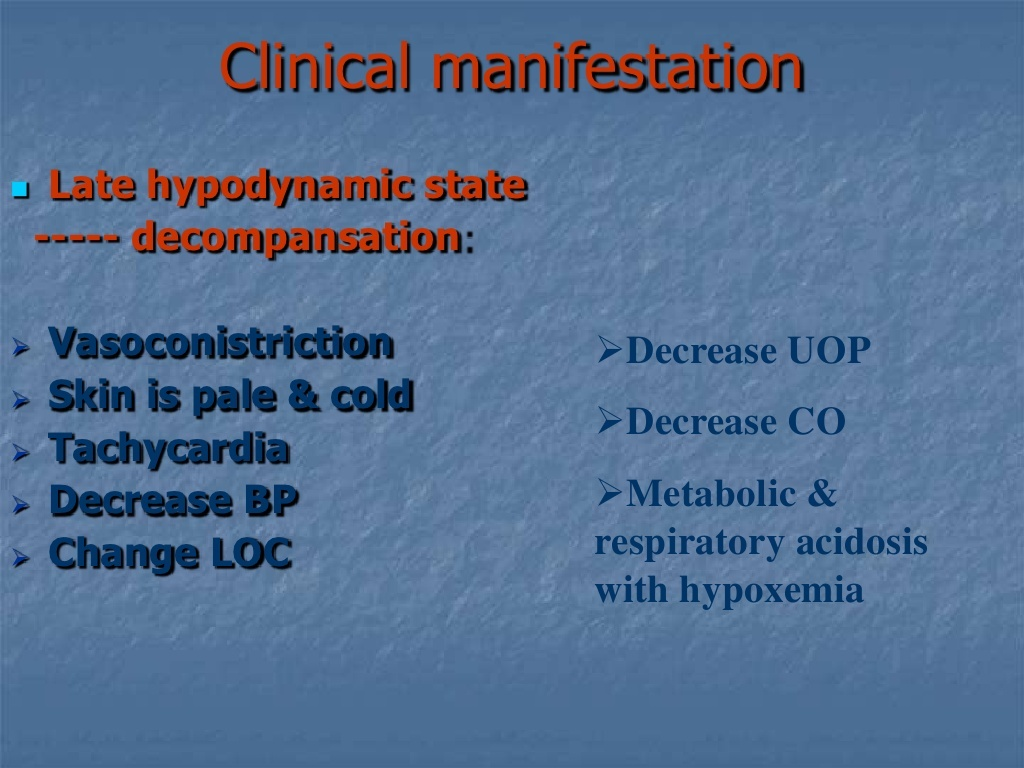 Clinical manifestation
Late hypodynamic state
----- decompansation:
Vasoconistriction
Skin is pale & cold
Tachycardia
Decrease BP
Change LOC
Decrease UOP
Decrease CO
Metabolic &
respiratory acidosis
with hypoxemia